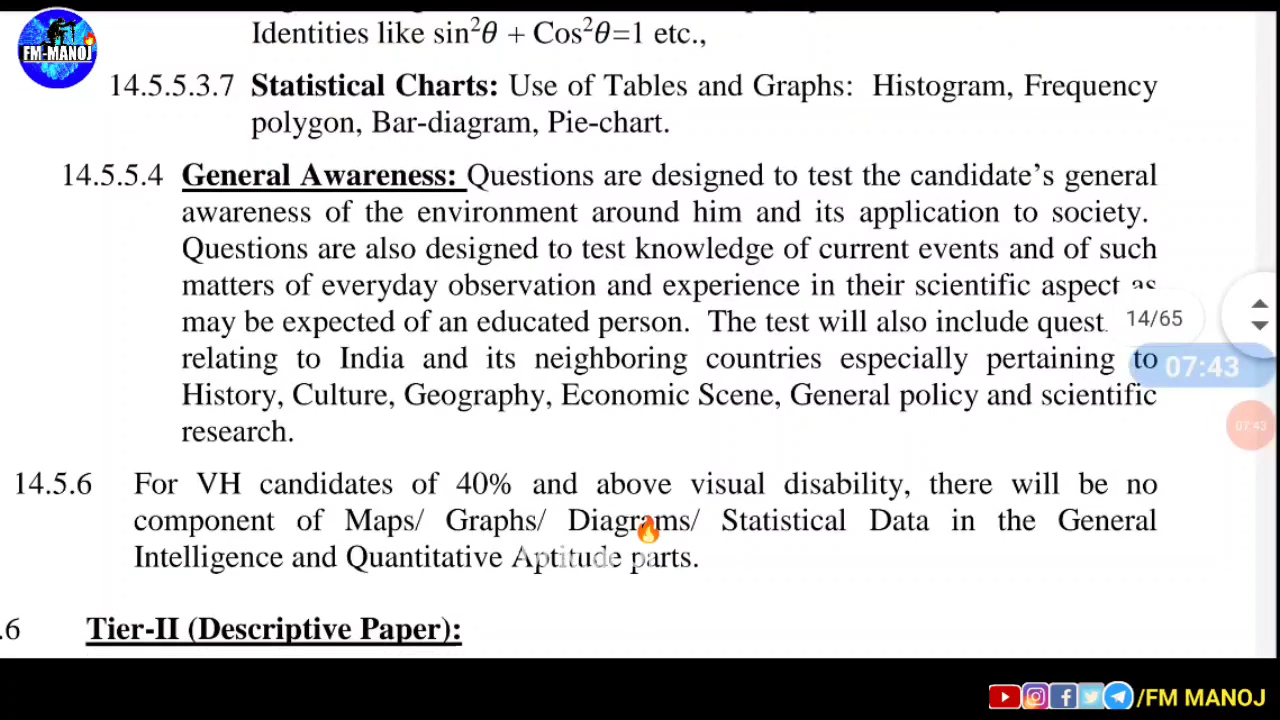 FM-MANOJ
Identities like sin²θ + Cos²θ=1 etc.,
14.5.5.3.7 Statistical Charts: Use of Tables and Graphs: Histogram, Frequency
polygon, Bar-diagram, Pie-chart.
14.5.5.4 General Awareness: Questions are designed to test the candidate's general
awareness of the environment around him and its application to society.
Questions are also designed to test knowledge of current events and of such
matters of everyday observation and experience in their scientific aspect as
may be expected of an educated person. The test will also include quest
14/65
relating to India and its neighboring countries especially pertaining to
07:43
History, Culture, Geography, Economic Scene, General policy and scientific
07:43
research.
14.5.6 For VH candidates of 40% and above visual disability, there will be no
component of Maps/ Graphs/ Diagrams/ Statistical Data in the General
Intelligence and Quantitative Aptitude parts.
.6 Tier-II (Descriptive Paper):
/FM MANOJ